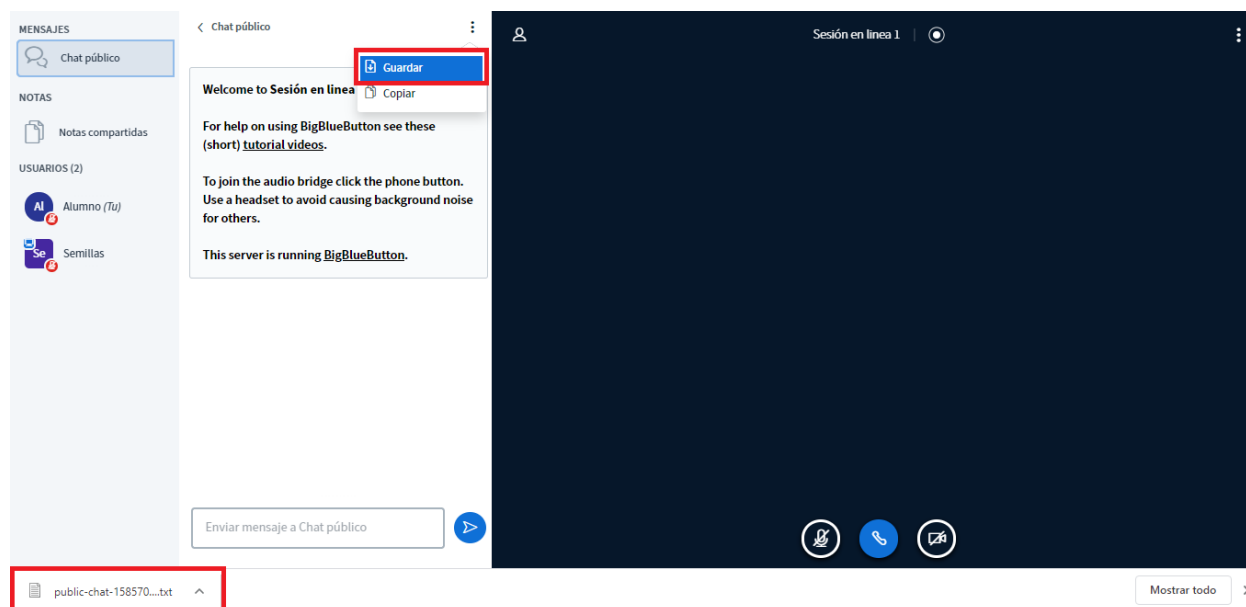 MENSAJES
Chat público
NOTAS
Notas compartidas
USUARIOS (2)
Al Alumno (Tu)
Se Semillas
Chat público
Guardar
Copiar
Welcome to Sesión en linea
For help on using BigBlueButton see these
(short) tutorial videos.
To join the audio bridge click the phone button.
Use a headset to avoid causing background noise
for others.
This server is running BigBlueButton.
Enviar mensaje a Chat público
Sesión en linea 1
public-chat-158570....txt
Mostrar todo